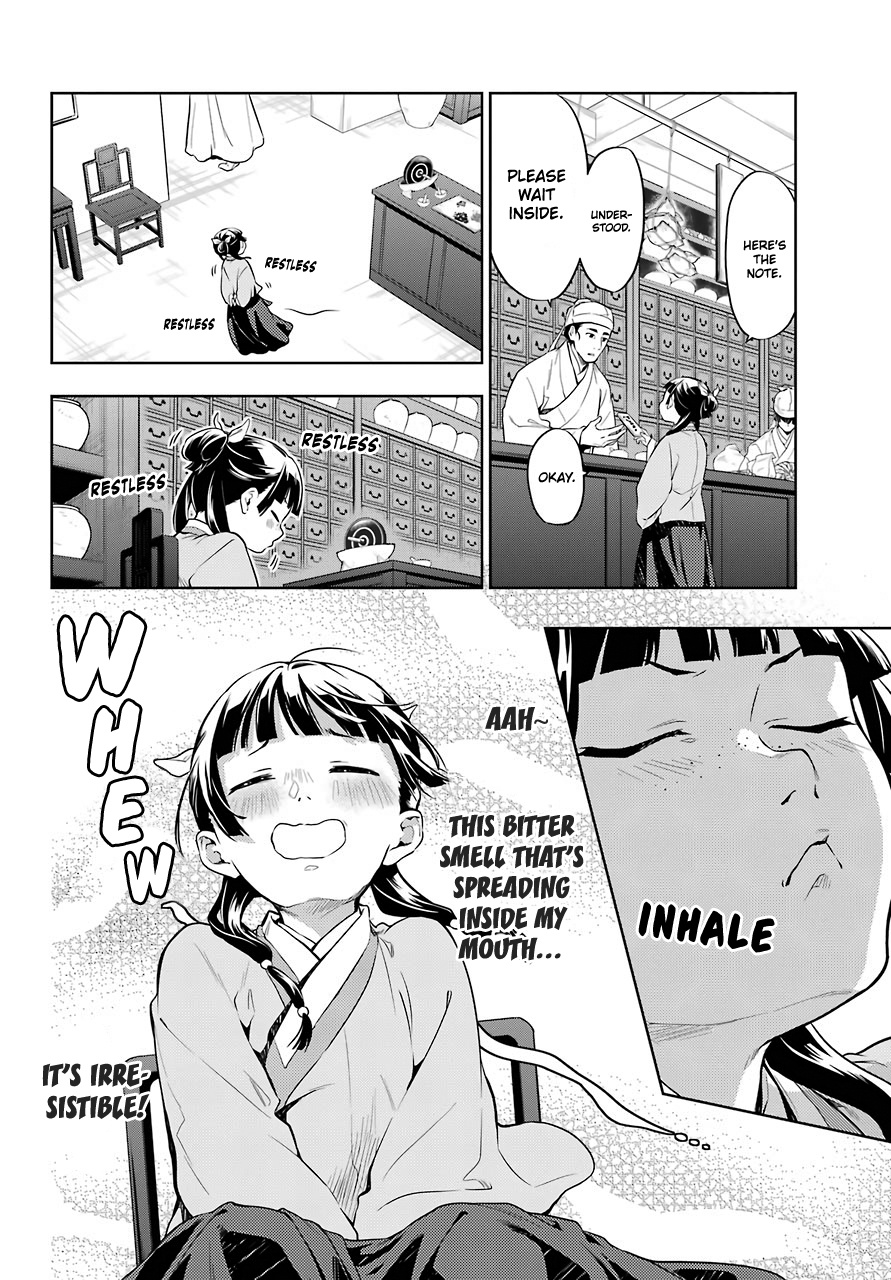 HERE'S
THE
NOTE.
UNDER-
STOOD.
PLEASE
WAIT
INSIDE.
OKAY.
RESTLESS
RESTLESS
RESTLESS
RESTLESS
INHALE
AAH~
THIS BITTER
SMELL THAT'S
SPREADING
INSIDE MY
MOUTH...
WHEW
IT'S IRRE-
SISTIBLE!